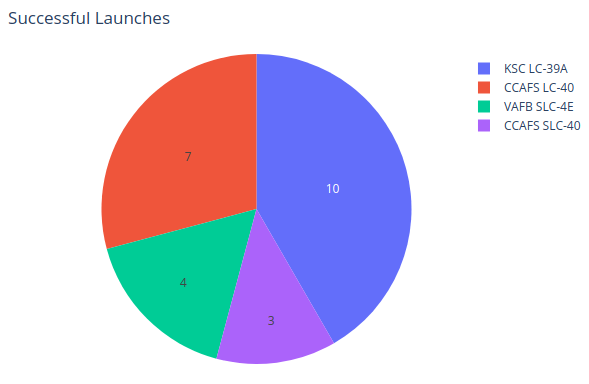 Successful Launches
KSC LC-39A
CCAFS LC-40
VAFB SLC-4E
CCAFS SLC-40
7
10
4
3